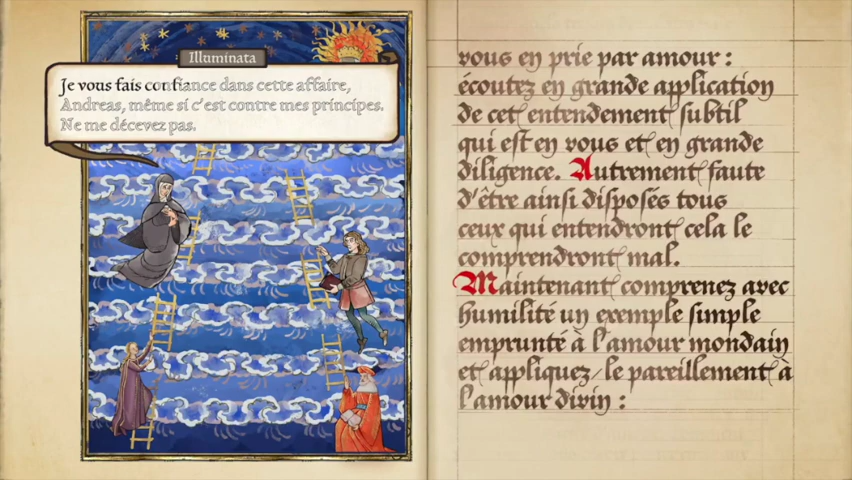 Illuminata
Je vous fais confiance dans cette affaire,
Andreas, même si c'est contre mes principes.
Ne me décevez pas.
vous en prie par amour :
écoutez en grande application
de cet entendement subtil
qui est en vous et en grande
diligence. Autrement faute
d'être ainsi disposés tous
ceux qui entendront cela le
comprendront mal.
Maintenant comprenez avec
humilité un exemple simple
emprunté à l'amour mondain
et appliquez-le pareillement à
l'amour divin :